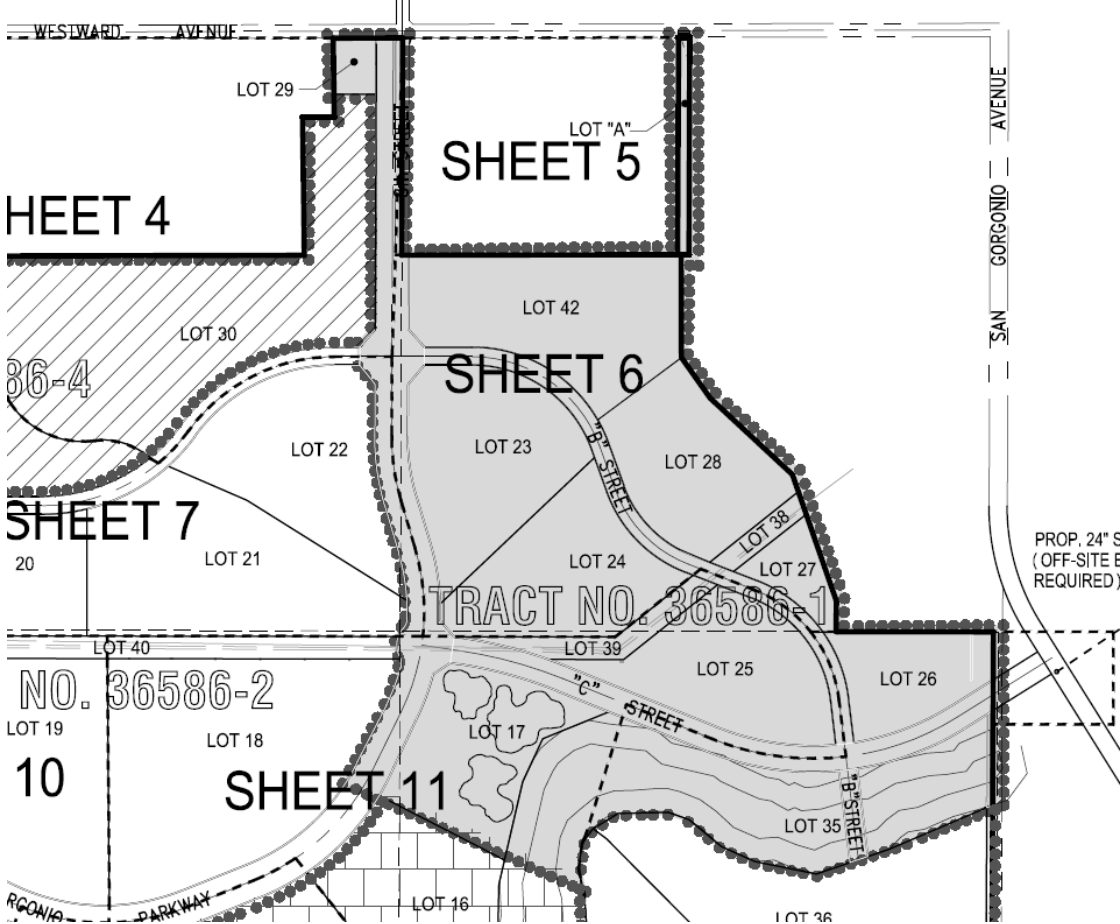 WESTWARD AVENUE
LOT 29
LOT "A"
AVENUE
GORGONIO
SAN
SHEET 5
HEET 4
LOT 42
LOT 30
86-4
SHEET 6
LOT 22
LOT 23
"B" STREET
LOT 28
SHEET 7
LOT 38
20
LOT 21
LOT 24
LOT 27
PROP. 24" S
( OFF-SITE E
REQUIRED )
TRACT NO. 36586-1
LOT 40
LOT 39
LOT 25
LOT 26
NO. 36586-2
"C" STREET
LOT 19
LOT 18
LOT 17
10
SHEET 11
LOT 35
"B" STREET
RGONIO PARKWAY
LOT 16
LOT 36